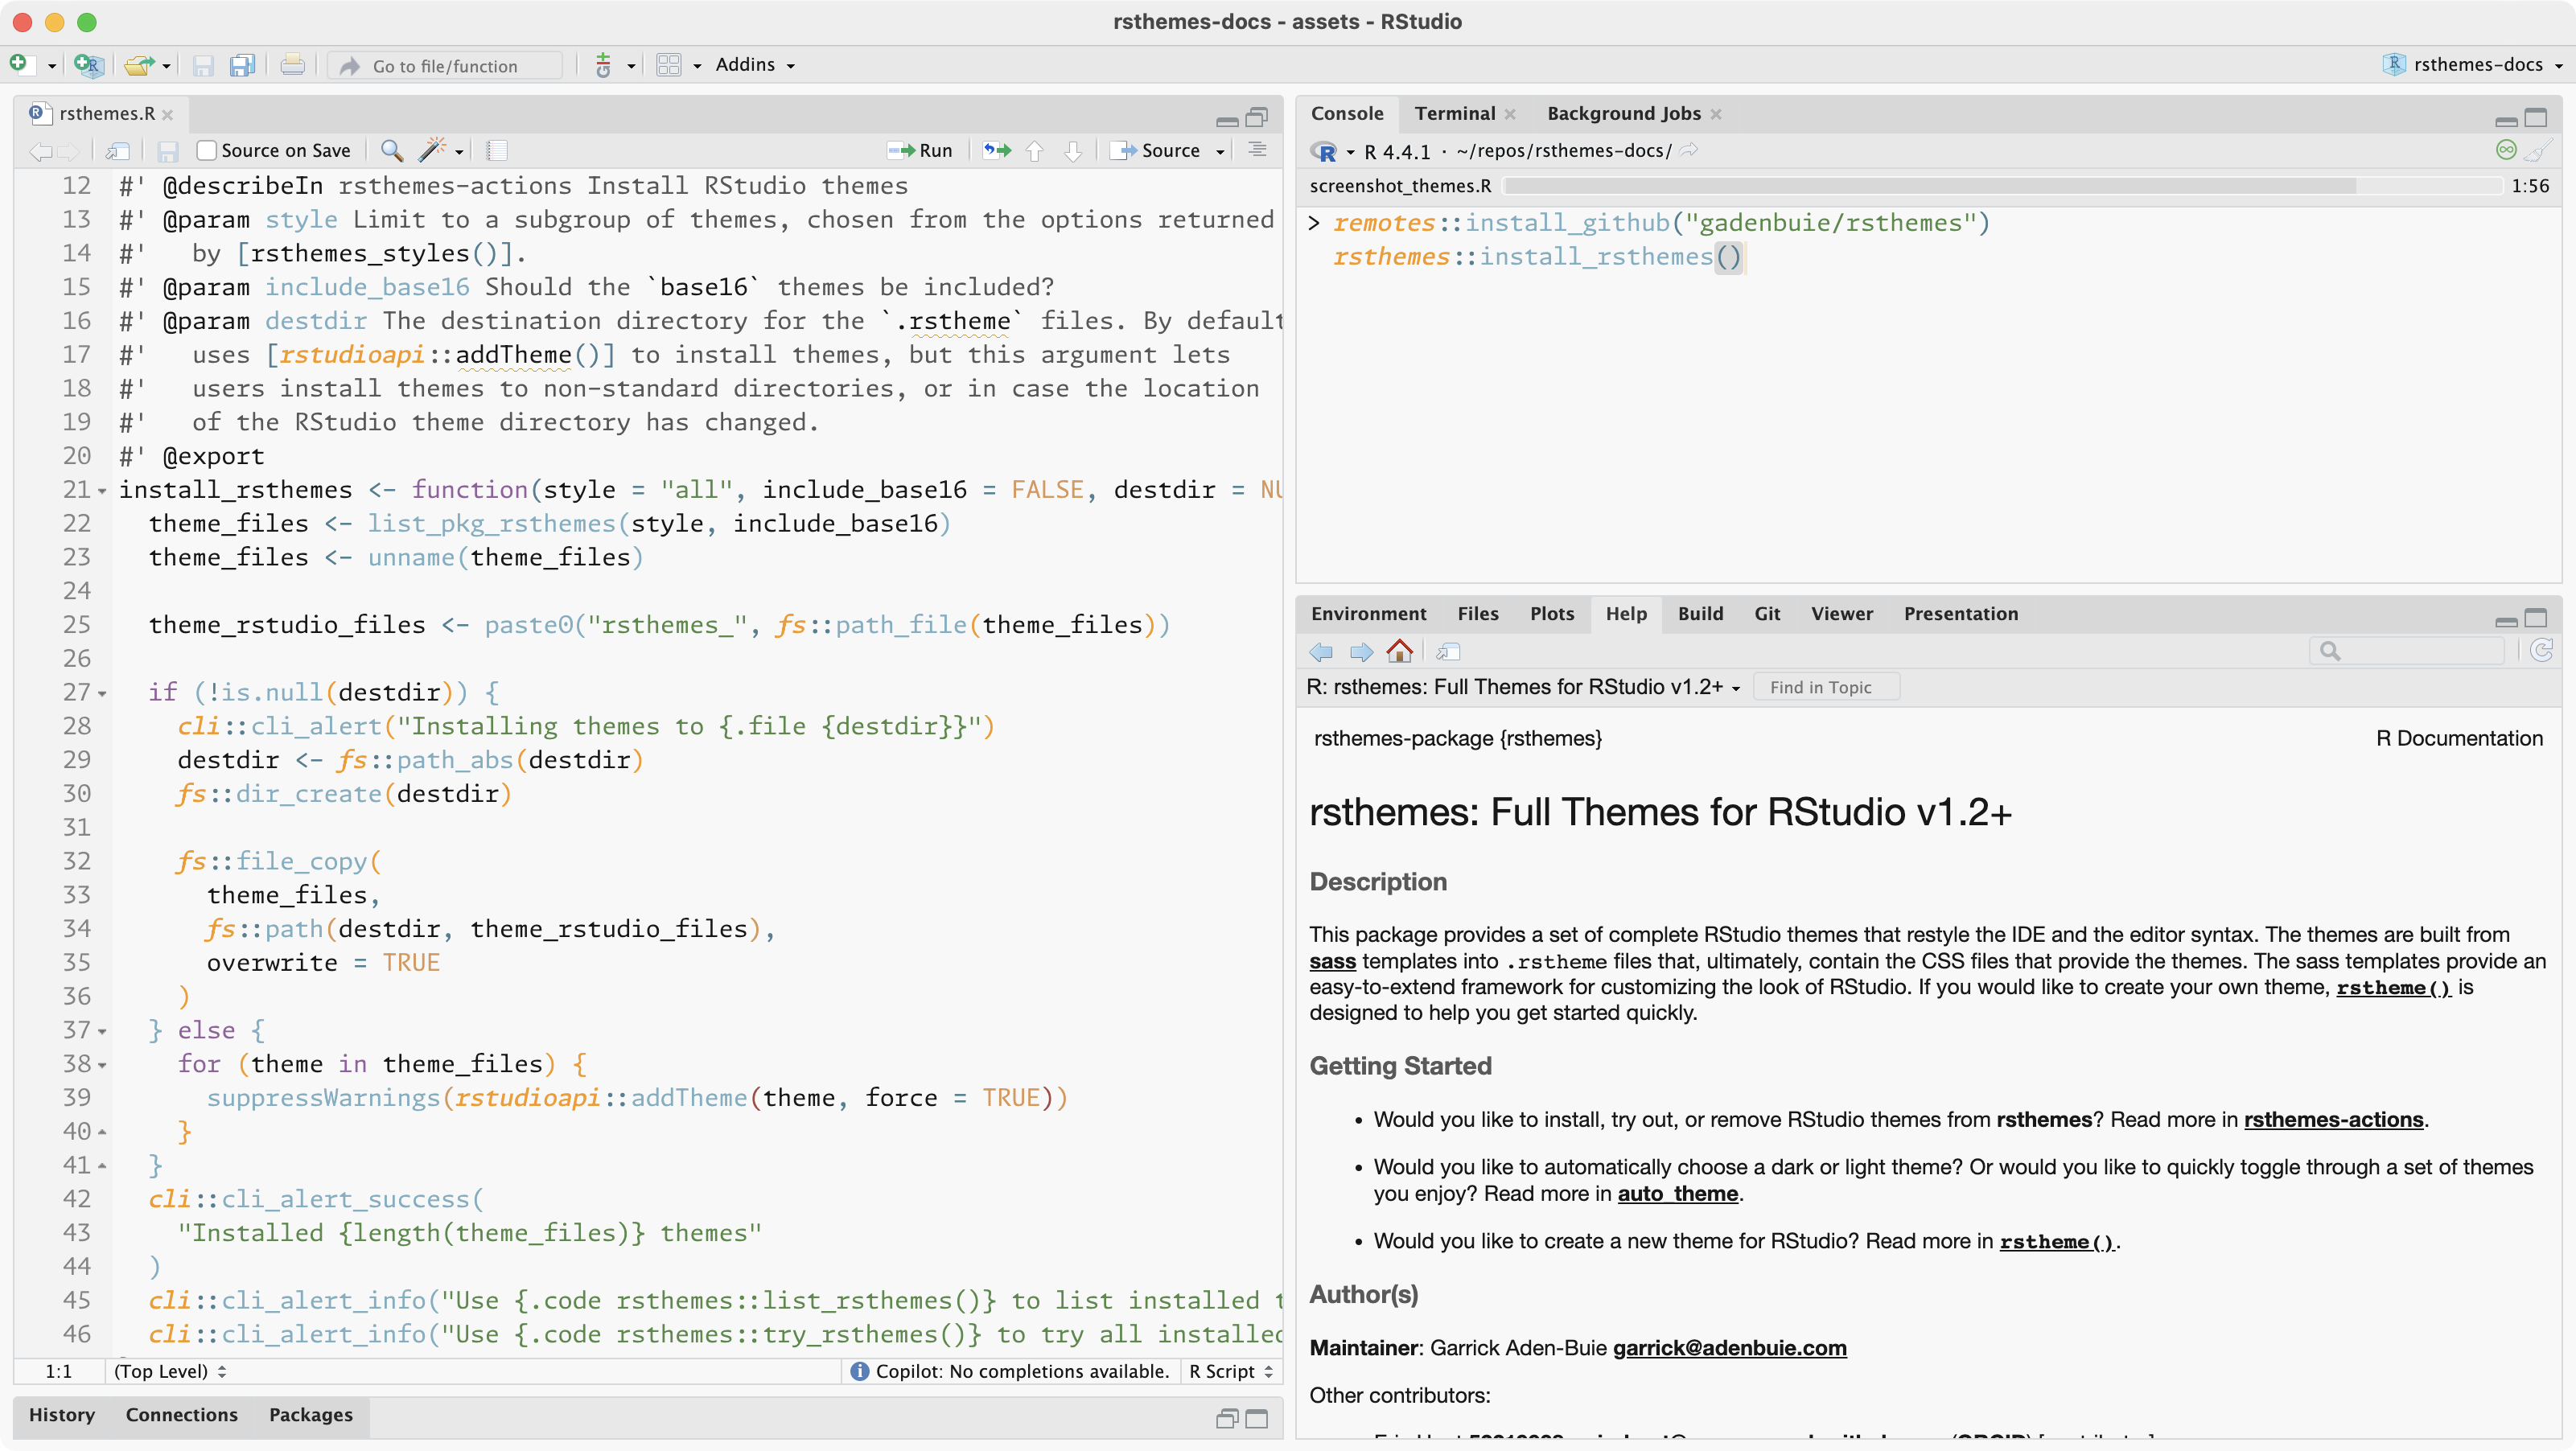 rsthemes-docs - assets - RStudio
Go to file/function
Addins
rsthemes-docs
rsthemes.R
Source on Save
Run
Source
12 #' @describeIn rsthemes-actions Install RStudio themes
13 #' @param style Limit to a subgroup of themes, chosen from the options returned
14 #'   by [rsthemes_styles()].
15 #' @param include_base16 Should the `base16` themes be included?
16 #' @param destdir The destination directory for the `.rstheme` files. By default
17 #'   uses [rstudioapi::addTheme()] to install themes, but this argument lets
18 #'   users install themes to non-standard directories, or in case the location
19 #'   of the RStudio theme directory has changed.
20 #' @export
21 install_rsthemes <- function(style = "all", include_base16 = FALSE, destdir = NU
22   theme_files <- list_pkg_rsthemes(style, include_base16)
23   theme_files <- unname(theme_files)
24
25   theme_rstudio_files <- paste0("rsthemes_", fs::path_file(theme_files))
26
27   if (!is.null(destdir)) {
28     cli::cli_alert("Installing themes to {.file {destdir}}")
29     destdir <- fs::path_abs(destdir)
30     fs::dir_create(destdir)
31
32     fs::file_copy(
33       theme_files,
34       fs::path(destdir, theme_rstudio_files),
35       overwrite = TRUE
36     )
37   } else {
38     for (theme in theme_files) {
39       suppressWarnings(rstudioapi::addTheme(theme, force = TRUE))
40     }
41   }
42   cli::cli_alert_success(
43     "Installed {length(theme_files)} themes"
44   )
45   cli::cli_alert_info("Use {.code rsthemes::list_rsthemes()} to list installed t
46   cli::cli_alert_info("Use {.code rsthemes::try_rsthemes()} to try all installed
1:1
(Top Level)
Copilot: No completions available.
R Script
History
Connections
Packages
Console
Terminal
Background Jobs
R 4.4.1 · ~/repos/rsthemes-docs/
screenshot_themes.R
1:56
> remotes::install_github("gadenbuie/rsthemes")
  rsthemes::install_rsthemes()
Environment
Files
Plots
Help
Build
Git
Viewer
Presentation
R: rsthemes: Full Themes for RStudio v1.2+
Find in Topic
rsthemes-package {rsthemes}
R Documentation
rsthemes: Full Themes for RStudio v1.2+
Description
This package provides a set of complete RStudio themes that restyle the IDE and the editor syntax. The themes are built from
sass templates into .rstheme files that, ultimately, contain the CSS files that provide the themes. The sass templates provide an
easy-to-extend framework for customizing the look of RStudio. If you would like to create your own theme, rstheme() is
designed to help you get started quickly.
Getting Started
• Would you like to install, try out, or remove RStudio themes from rsthemes? Read more in rsthemes-actions.
• Would you like to automatically choose a dark or light theme? Or would you like to quickly toggle through a set of themes
you enjoy? Read more in auto_theme.
• Would you like to create a new theme for RStudio? Read more in rstheme().
Author(s)
Maintainer: Garrick Aden-Buie garrick@adenbuie.com
Other contributors: